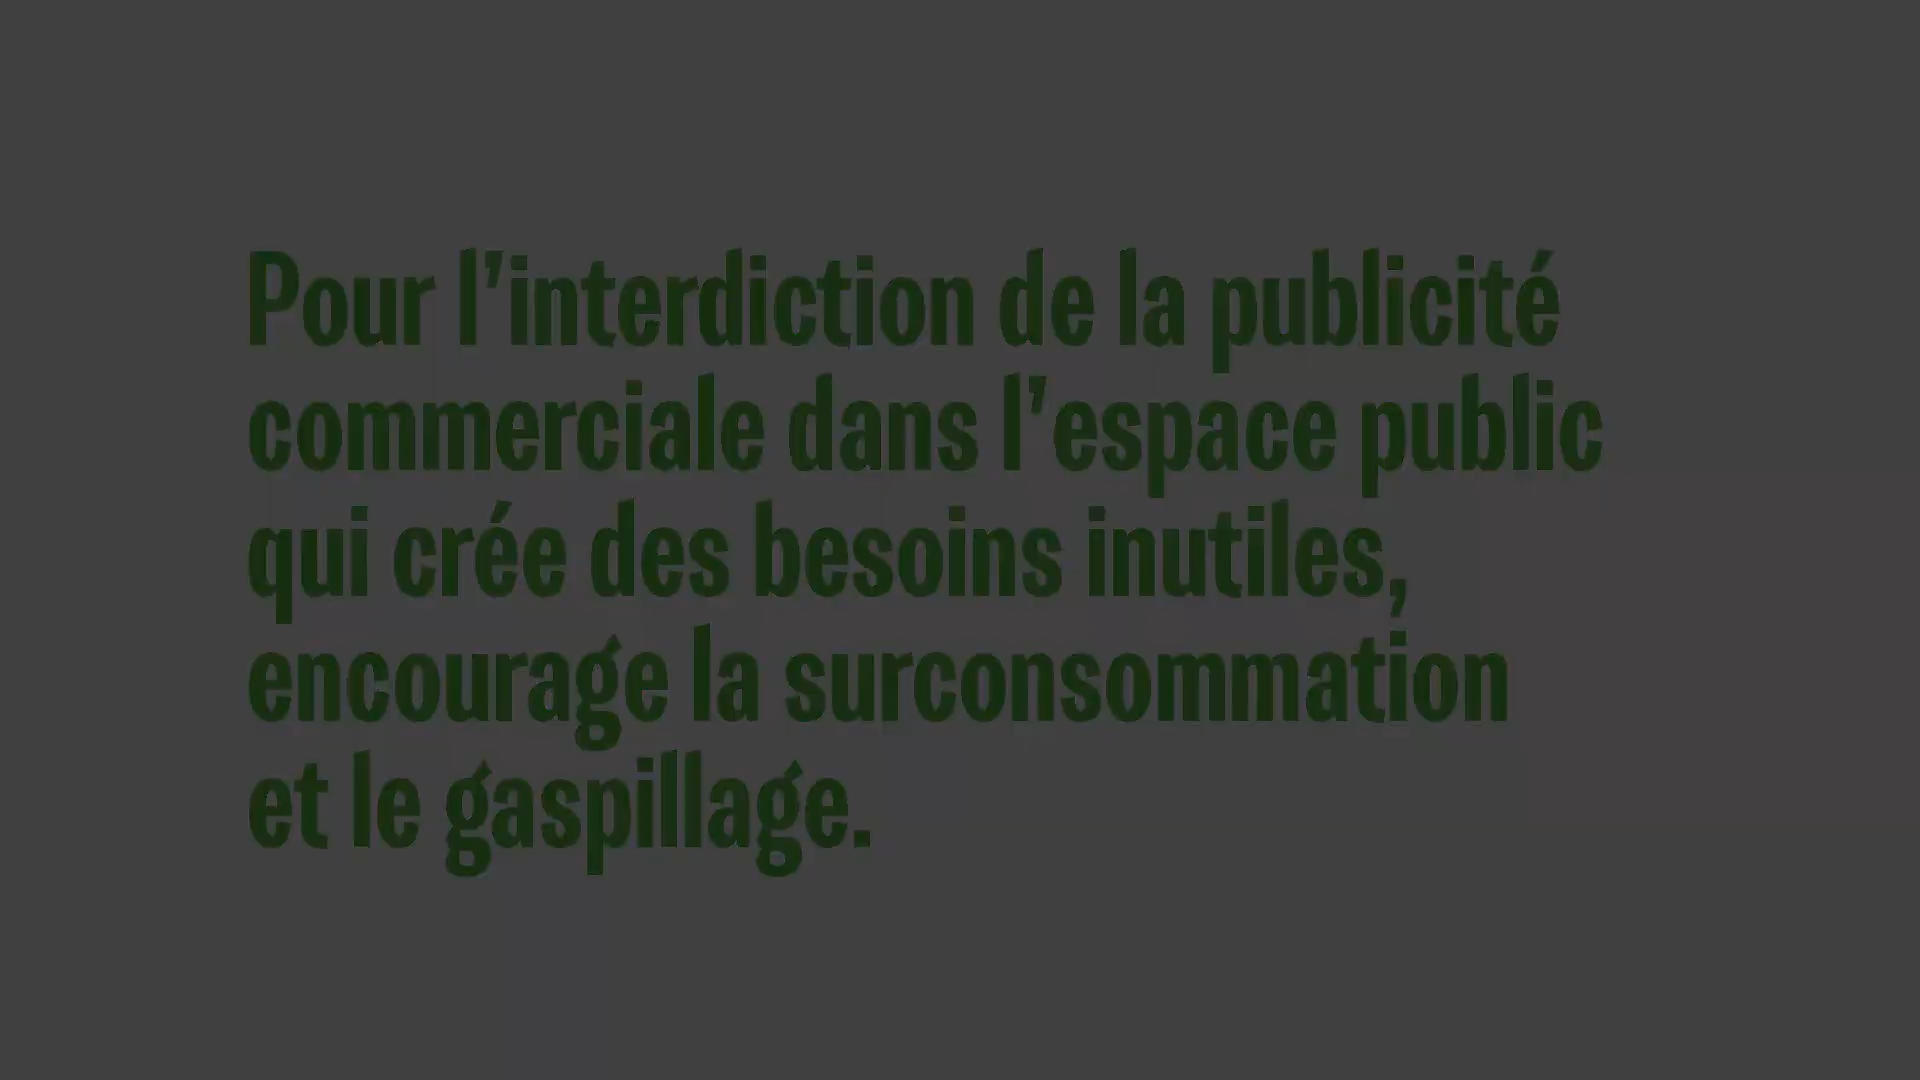 Pour l’interdiction de la publicité
commerciale dans l’espace public
qui crée des besoins inutiles,
encourage la surconsommation
et le gaspillage.